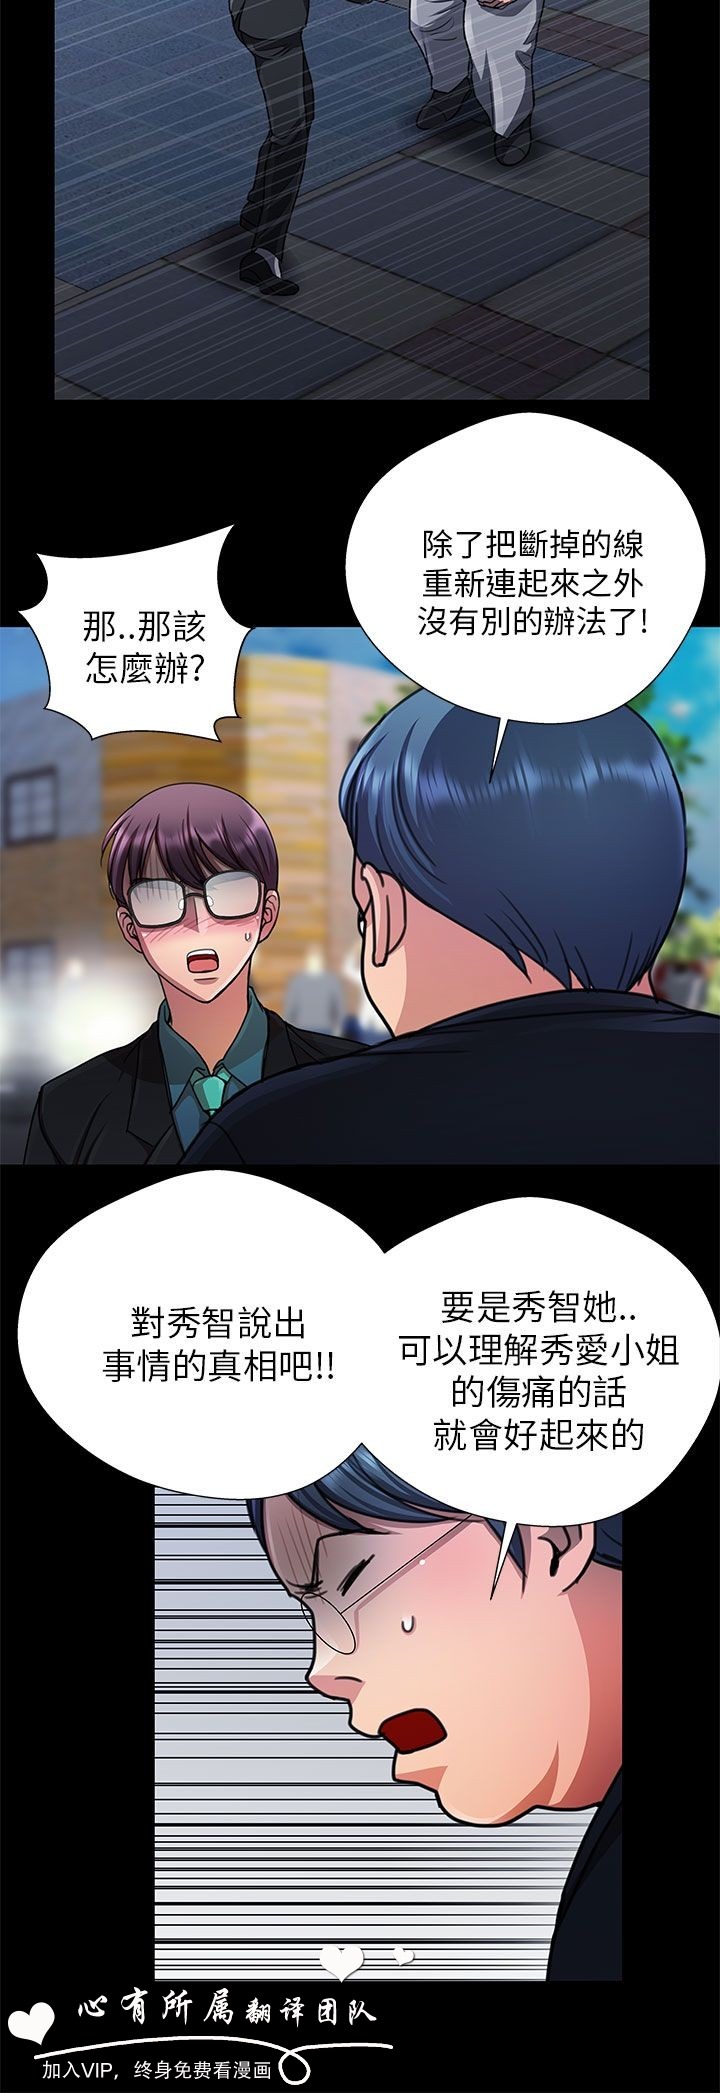 那..那該
怎麼辦?
除了把斷掉的線
重新連起來之外
沒有別的辦法了!
對秀智說出
事情的真相吧!!
要是秀智她..
可以理解秀愛小姐
的傷痛的話
就會好起來的
心有所属翻译团队
加入VIP，终身免费看漫画